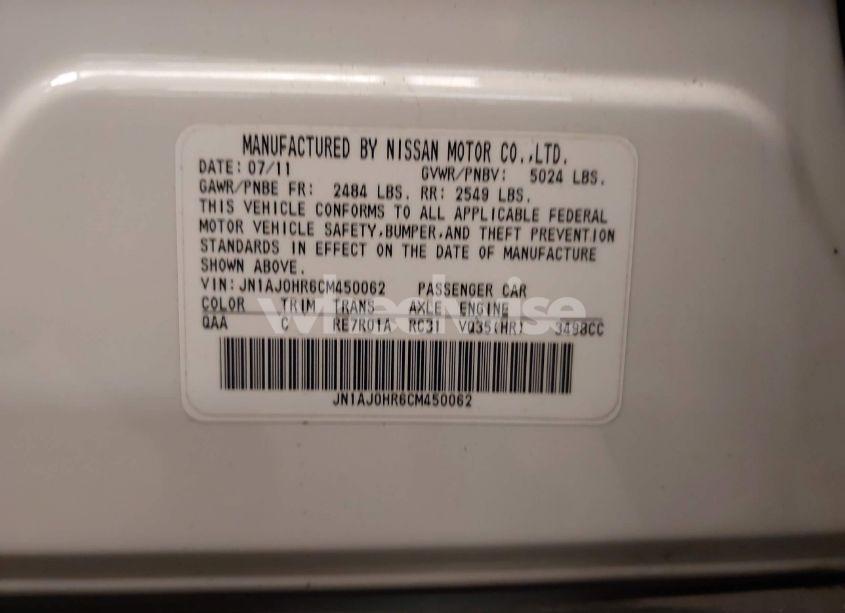 MANUFACTURED BY NISSAN MOTOR CO.,LTD.
DATE: 07/11 GVWR/PNBV: 5024 LBS.
GAWR/PNBE FR: 2484 LBS. RR: 2549 LBS.
THIS VEHICLE CONFORMS TO ALL APPLICABLE FEDERAL
MOTOR VEHICLE SAFETY,BUMPER,AND THEFT PREVENTION
STANDARDS IN EFFECT ON THE DATE OF MANUFACTURE
SHOWN ABOVE.
VIN: JN1AJ0HR6CM450062 PASSENGER CAR
COLOR TRIM TRANS AXLE ENGINE
QAA C RE7R01A RC31 VQ35(HR) 3498CC
JN1AJ0HR6CM450062
wheelwise